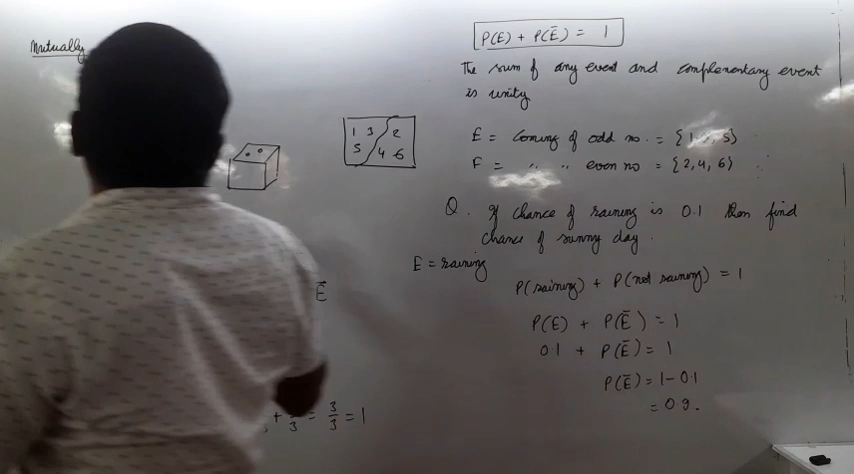 Mutually
1 3 2
5 4 6
Ē
+ /3 = 3/3 = 1
P(E) + P(Ē) = 1
The sum of any event and complementary event
is unity
E = Coming of odd no. = {1, , 5}
F = " " even no = {2, 4, 6}
Q. If chance of raining is 0.1 then find
chance of sunny day.
E = raining
P(raining) + P(not raining) = 1
P(E) + P(Ē) = 1
0.1 + P(Ē) = 1
P(Ē) = 1 - 0.1
= 0.9.